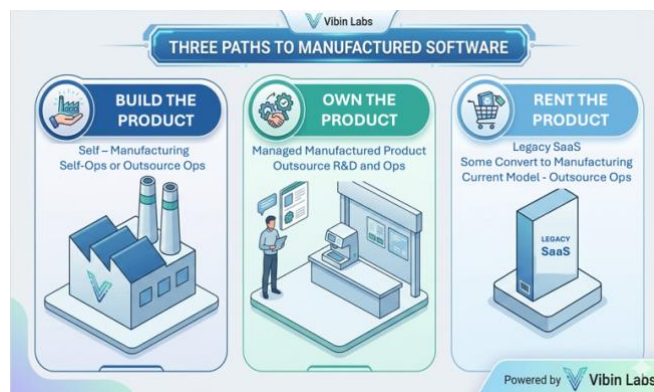 Vibin Labs
THREE PATHS TO MANUFACTURED SOFTWARE
BUILD THE
PRODUCT
Self – Manufacturing
Self-Ops or Outsource Ops
OWN THE
PRODUCT
Managed Manufactured Product
Outsource R&D and Ops
RENT THE
PRODUCT
Legacy SaaS
Some Convert to Manufacturing
Current Model - Outsource Ops
LEGACY
SaaS
Powered by Vibin Labs